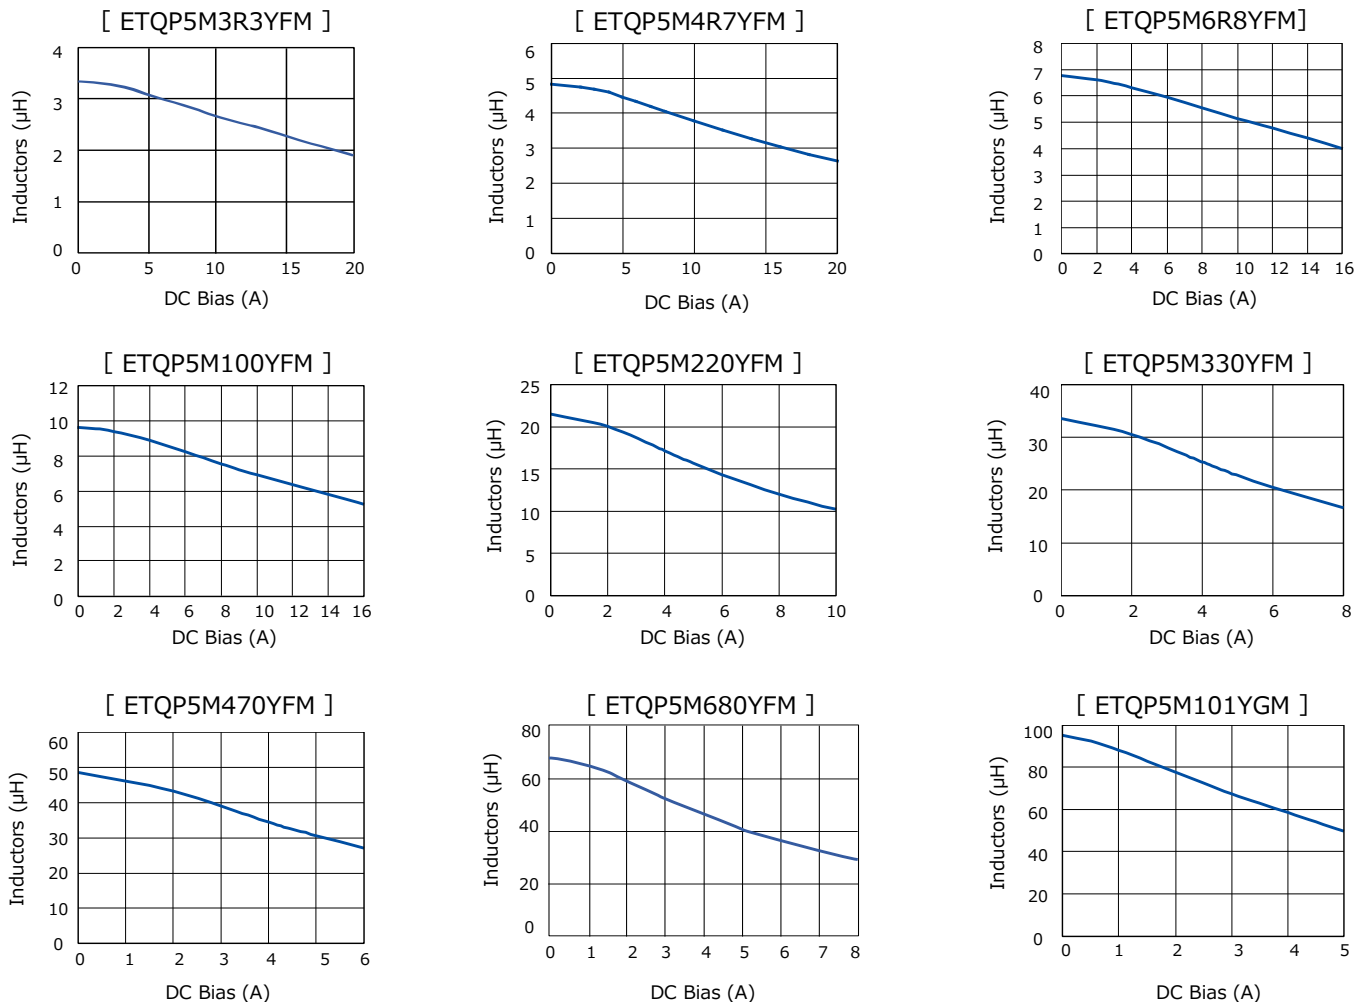 [ ETQP5M3R3YFM ]
Inductors (µH)
4
3
2
1
0
0 5 10 15 20
DC Bias (A)
[ ETQP5M4R7YFM ]
Inductors (µH)
6
5
4
3
2
1
0
0 5 10 15 20
DC Bias (A)
[ ETQP5M6R8YFM]
Inductors (µH)
8
7
6
5
4
3
2
1
0
0 2 4 6 8 10 12 14 16
DC Bias (A)
[ ETQP5M100YFM ]
Inductors (µH)
12
10
8
6
4
2
0
0 2 4 6 8 10 12 14 16
DC Bias (A)
[ ETQP5M220YFM ]
Inductors (µH)
25
20
15
10
5
0
0 2 4 6 8 10
DC Bias (A)
[ ETQP5M330YFM ]
Inductors (µH)
40
30
20
10
0
0 2 4 6 8
DC Bias (A)
[ ETQP5M470YFM ]
Inductors (µH)
60
50
40
30
20
10
0
0 1 2 3 4 5 6
DC Bias (A)
[ ETQP5M680YFM ]
Inductors (µH)
80
60
40
20
0
0 1 2 3 4 5 6 7 8
DC Bias (A)
[ ETQP5M101YGM ]
Inductors (µH)
100
80
60
40
20
0
0 1 2 3 4 5
DC Bias (A)